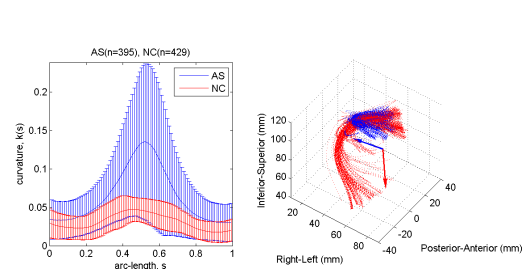 AS(n=395), NC(n=429)
AS
NC
0.2
0.15
0.1
0.05
0
curvature, k(s)
0 0.2 0.4 0.6 0.8 1
arc-length, s
120
100
80
60
40
Inferior-Superior (mm)
20 40 60 80
Right-Left (mm)
-40 -20 0 20 40
Posterior-Anterior (mm)